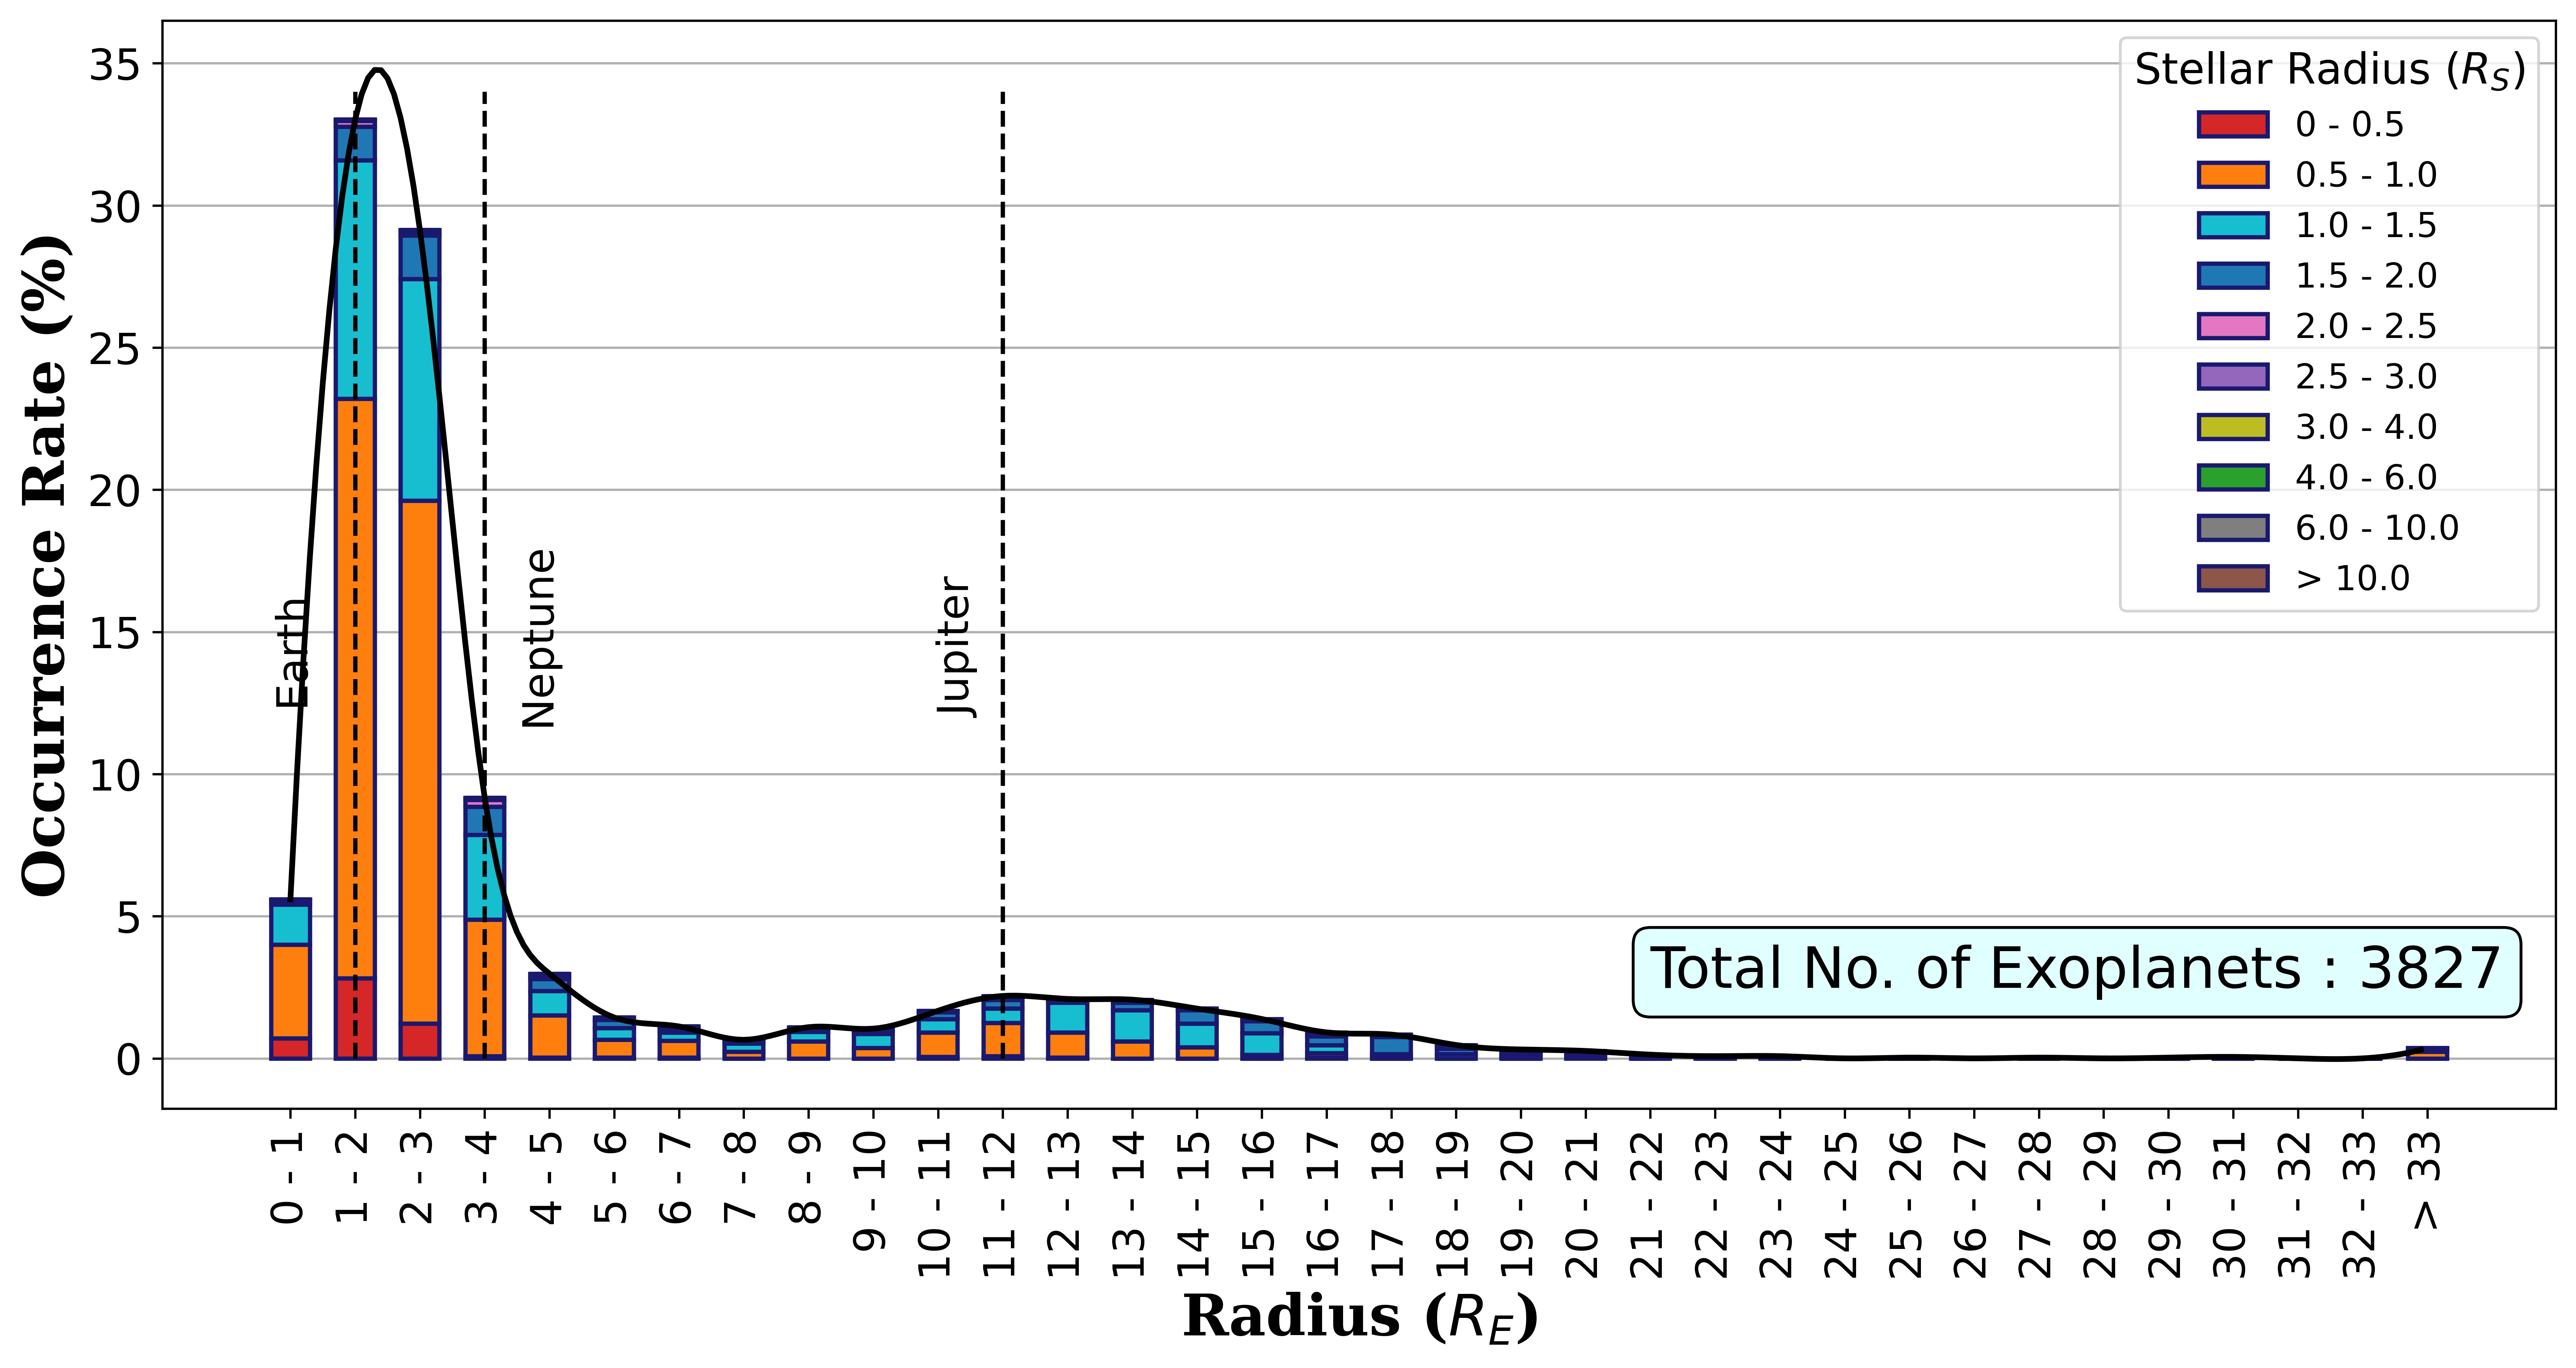 Occurrence Rate (%)
35
30
25
20
15
10
5
0
Earth
Neptune
Jupiter
Stellar Radius (R_S)
0 - 0.5
0.5 - 1.0
1.0 - 1.5
1.5 - 2.0
2.0 - 2.5
2.5 - 3.0
3.0 - 4.0
4.0 - 6.0
6.0 - 10.0
> 10.0
Total No. of Exoplanets : 3827
0 - 1
1 - 2
2 - 3
3 - 4
4 - 5
5 - 6
6 - 7
7 - 8
8 - 9
9 - 10
10 - 11
11 - 12
12 - 13
13 - 14
14 - 15
15 - 16
16 - 17
17 - 18
18 - 19
19 - 20
20 - 21
21 - 22
22 - 23
23 - 24
24 - 25
25 - 26
26 - 27
27 - 28
28 - 29
29 - 30
30 - 31
31 - 32
32 - 33
> 33
Radius (R_E)